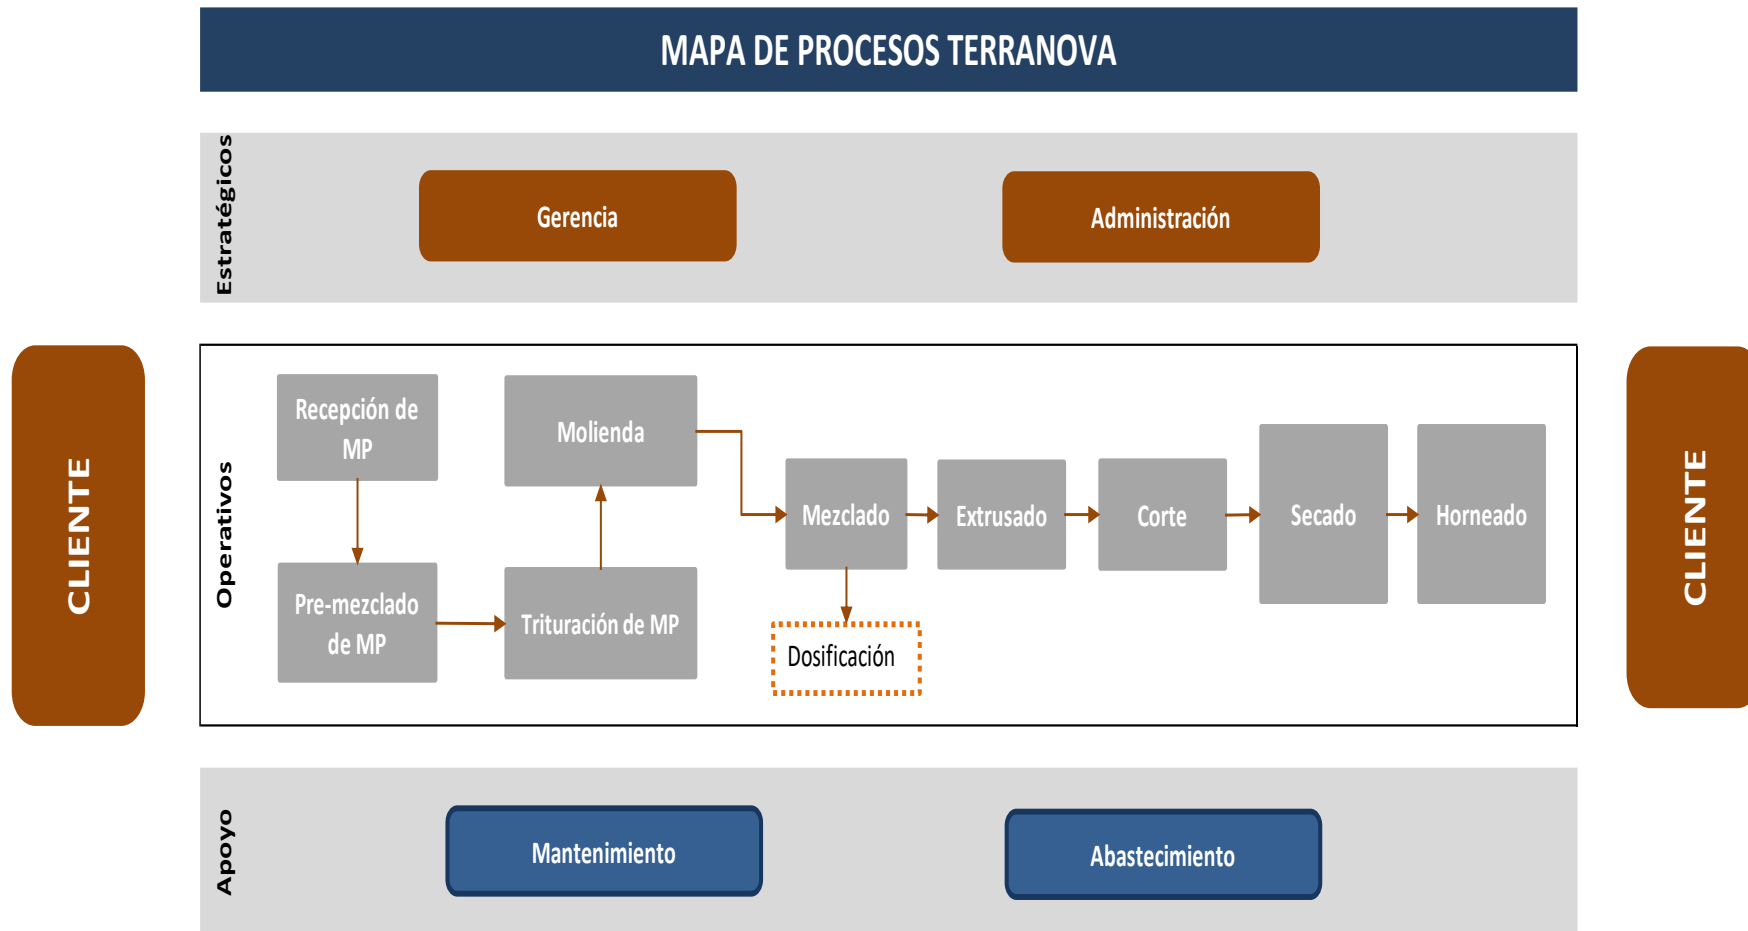 MAPA DE PROCESOS TERRANOVA
Estratégicos
Gerencia
Administración
CLIENTE
Operativos
Recepción de
MP
Pre-mezclado
de MP
Trituración de MP
Molienda
Mezclado
Dosificación
Extrusado
Corte
Secado
Horneado
CLIENTE
Apoyo
Mantenimiento
Abastecimiento